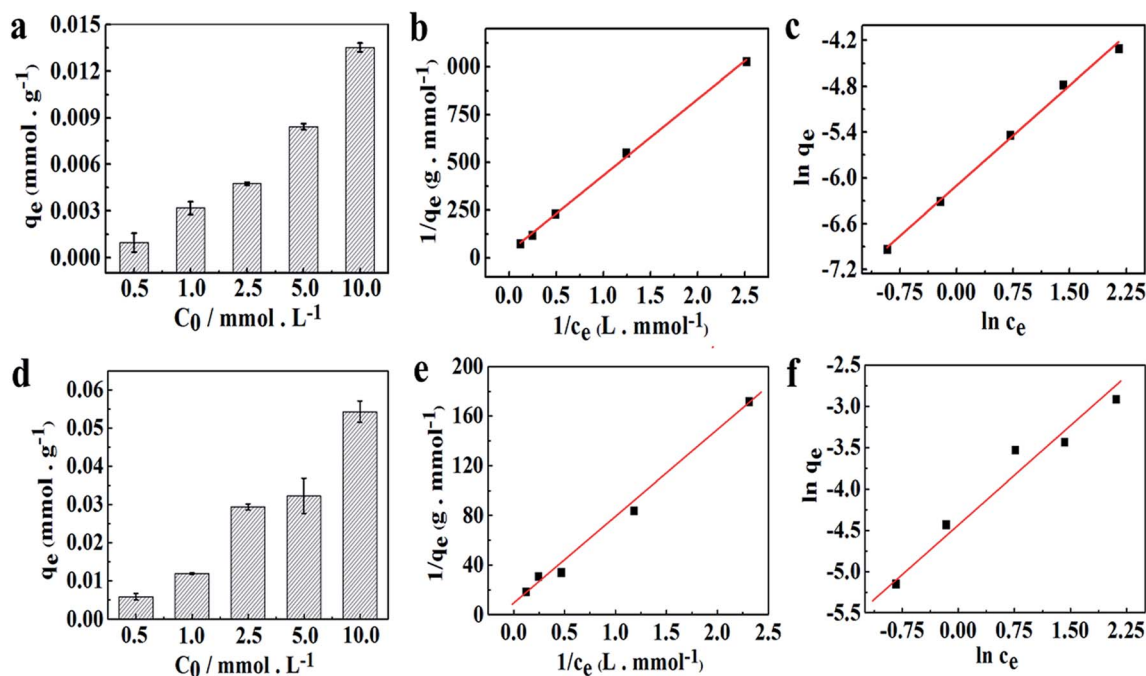 a
0.015
0.012
0.009
0.006
0.003
0.000
qe (mmol . g-1)
0.5 1.0 2.5 5.0 10.0
C0 / mmol . L-1
b
000
750
500
250
0
1/qe (g . mmol-1)
0.0 0.5 1.0 1.5 2.0 2.5
1/ce (L . mmol-1)
c
-4.2
-4.8
-5.4
-6.0
-6.6
-7.2
ln qe
-0.75 0.00 0.75 1.50 2.25
ln ce
d
0.06
0.05
0.04
0.03
0.02
0.01
0.00
qe (mmol . g-1)
0.5 1.0 2.5 5.0 10.0
C0 / mmol . L-1
e
200
160
120
80
40
0
1/qe (g . mmol-1)
0.0 0.5 1.0 1.5 2.0 2.5
1/ce (L . mmol-1)
f
-2.5
-3.0
-3.5
-4.0
-4.5
-5.0
-5.5
ln qe
-0.75 0.00 0.75 1.50 2.25
ln ce